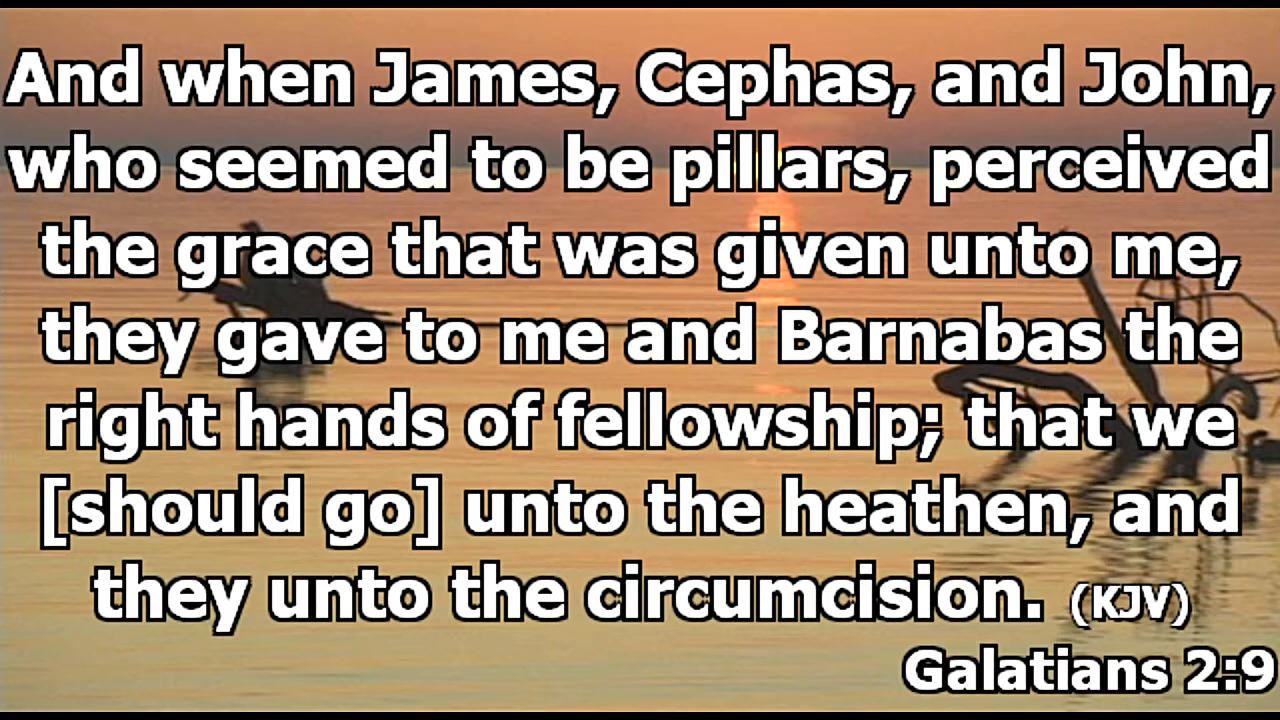 And when James, Cephas, and John,
who seemed to be pillars, perceived
the grace that was given unto me,
they gave to me and Barnabas the
right hands of fellowship; that we
[should go] unto the heathen, and
they unto the circumcision. (KJV)
Galatians 2:9